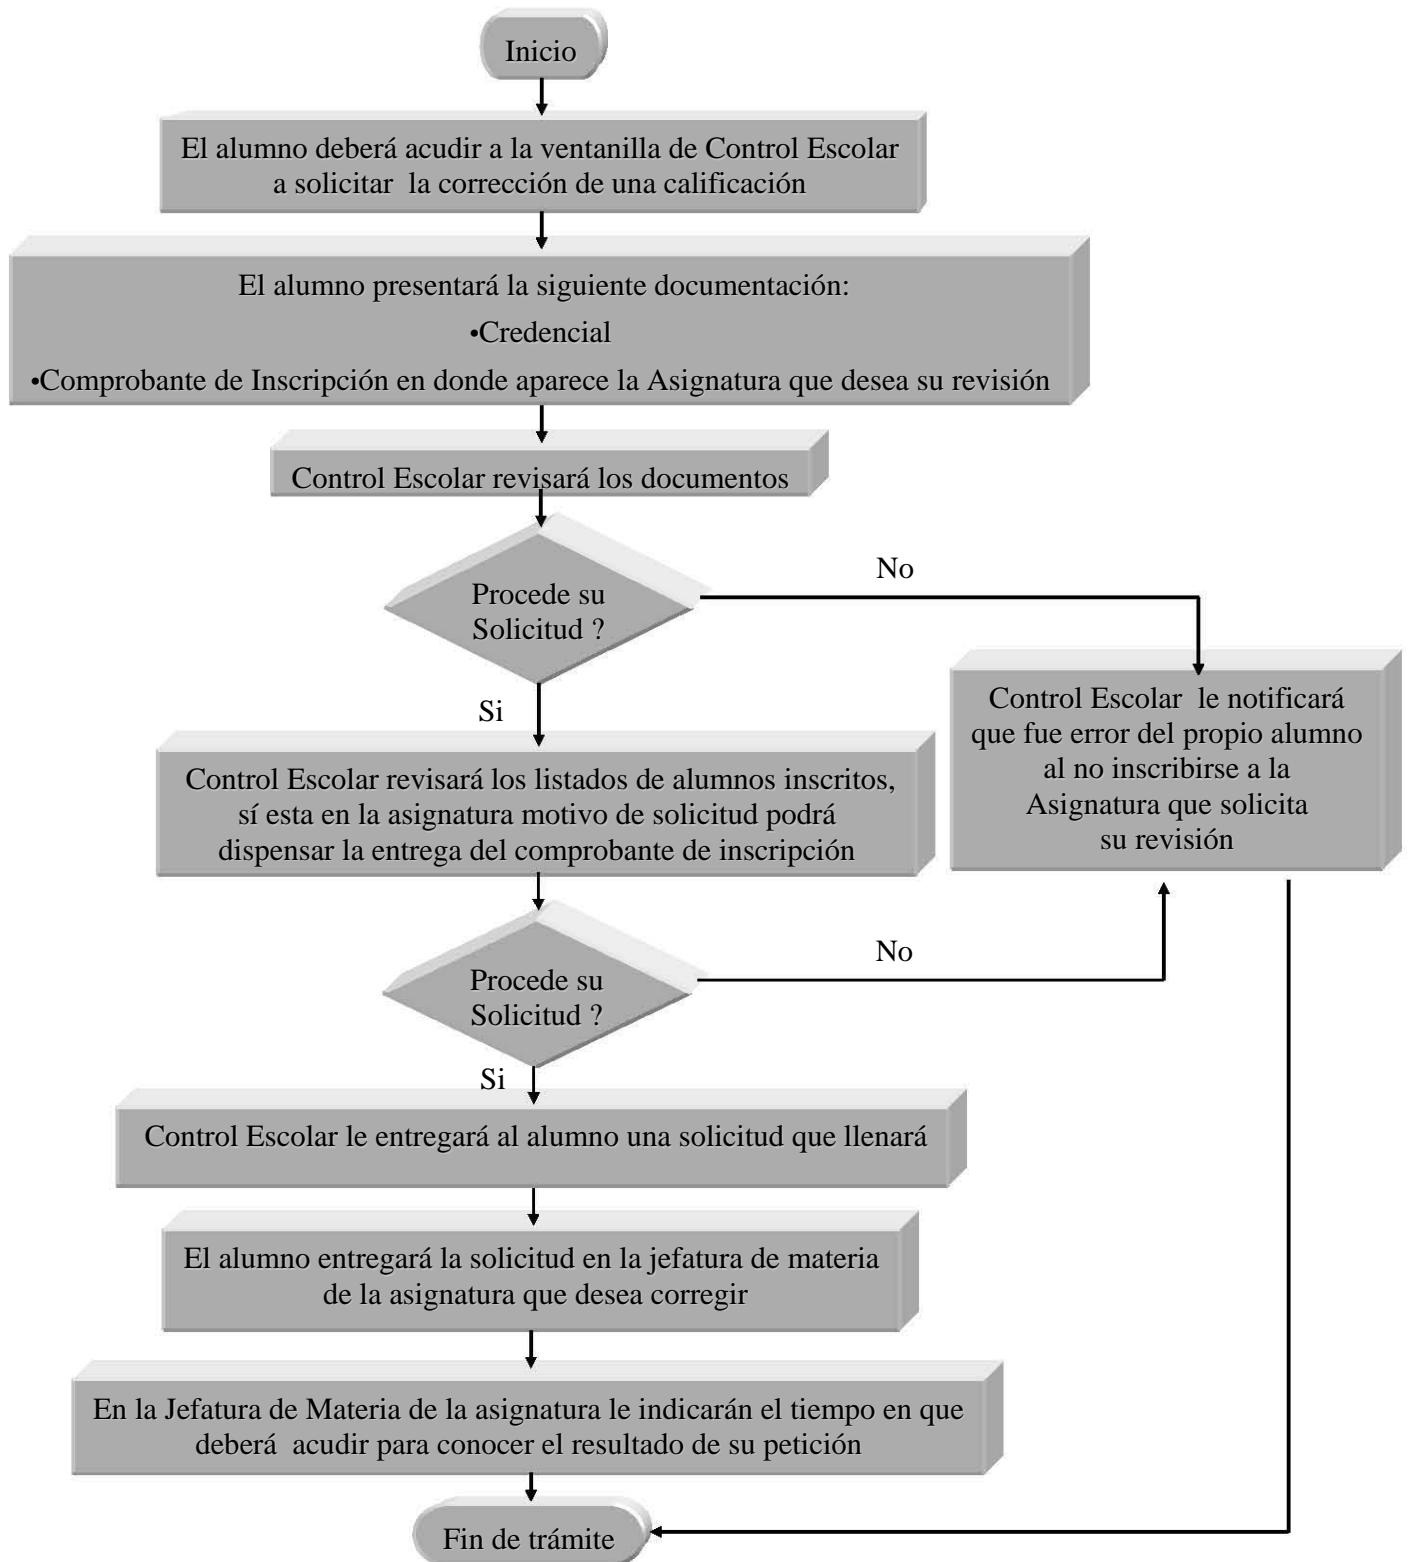 Inicio
El alumno deberá acudir a la ventanilla de Control Escolar
a solicitar la corrección de una calificación
El alumno presentará la siguiente documentación:
•Credencial
•Comprobante de Inscripción en donde aparece la Asignatura que desea su revisión
Control Escolar revisará los documentos
Procede su
Solicitud ?
No
Si
Control Escolar le notificará
que fue error del propio alumno
al no inscribirse a la
Asignatura que solicita
su revisión
Control Escolar revisará los listados de alumnos inscritos,
sí esta en la asignatura motivo de solicitud podrá
dispensar la entrega del comprobante de inscripción
Procede su
Solicitud ?
No
Si
Control Escolar le entregará al alumno una solicitud que llenará
El alumno entregará la solicitud en la jefatura de materia
de la asignatura que desea corregir
En la Jefatura de Materia de la asignatura le indicarán el tiempo en que
deberá acudir para conocer el resultado de su petición
Fin de trámite